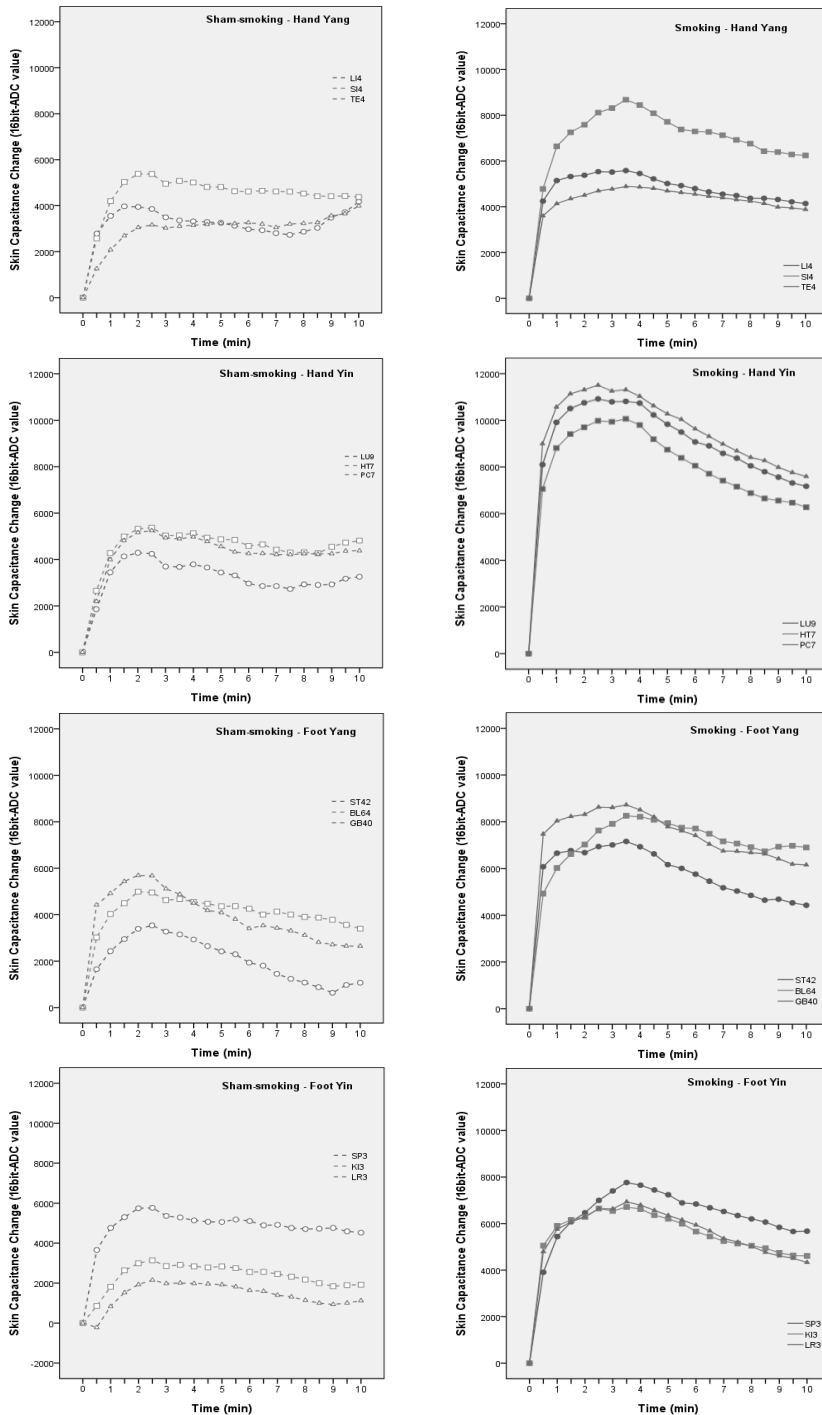 Sham-smoking - Hand Yang
Skin Capacitance Change (16bit-ADC value)
12000
10000
8000
6000
4000
2000
0
LI4
SI4
TE4
0 1 2 3 4 5 6 7 8 9 10
Time (min)
Smoking - Hand Yang
Skin Capacitance Change (16bit-ADC value)
12000
10000
8000
6000
4000
2000
0
LI4
SI4
TE4
0 1 2 3 4 5 6 7 8 9 10
Time (min)
Sham-smoking - Hand Yin
Skin Capacitance Change (16bit-ADC value)
12000
10000
8000
6000
4000
2000
0
LU9
HT7
PC7
0 1 2 3 4 5 6 7 8 9 10
Time (min)
Smoking - Hand Yin
Skin Capacitance Change (16bit-ADC value)
12000
10000
8000
6000
4000
2000
0
LU9
HT7
PC7
0 1 2 3 4 5 6 7 8 9 10
Time (min)
Sham-smoking - Foot Yang
Skin Capacitance Change (16bit-ADC value)
12000
10000
8000
6000
4000
2000
0
ST42
BL64
GB40
0 1 2 3 4 5 6 7 8 9 10
Time (min)
Smoking - Foot Yang
Skin Capacitance Change (16bit-ADC value)
12000
10000
8000
6000
4000
2000
0
ST42
BL64
GB40
0 1 2 3 4 5 6 7 8 9 10
Time (min)
Sham-smoking - Foot Yin
Skin Capacitance Change (16bit-ADC value)
12000
10000
8000
6000
4000
2000
0
-2000
SP3
KI3
LR3
0 1 2 3 4 5 6 7 8 9 10
Time (min)
Smoking - Foot Yin
Skin Capacitance Change (16bit-ADC value)
12000
10000
8000
6000
4000
2000
0
SP3
KI3
LR3
0 1 2 3 4 5 6 7 8 9 10
Time (min)